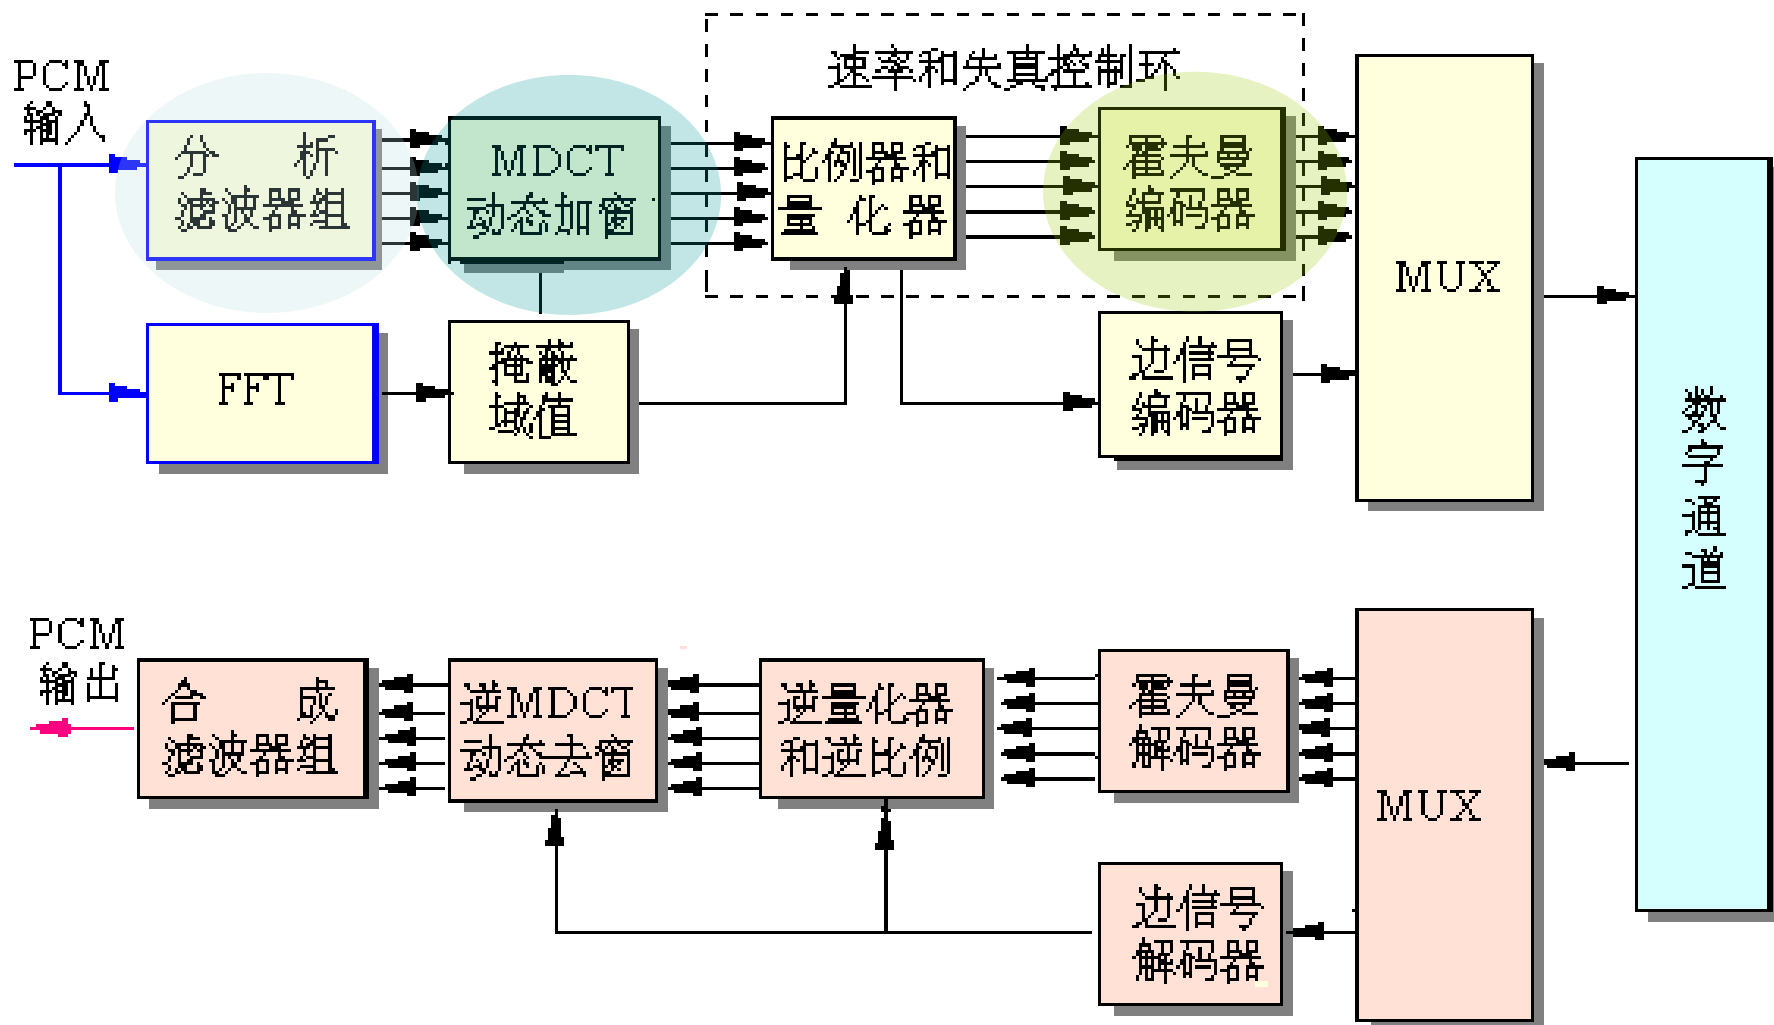 速率和失真控制环
PCM
输入
分 析
滤波器组
MDCT
动态加窗
比例器和
量 化 器
霍夫曼
编码器
MUX
FFT
掩蔽
域值
边信号
编码器
数
字
通
道
PCM
输出
合 成
滤波器组
逆MDCT
动态去窗
逆量化器
和逆比例
霍夫曼
解码器
MUX
边信号
解码器